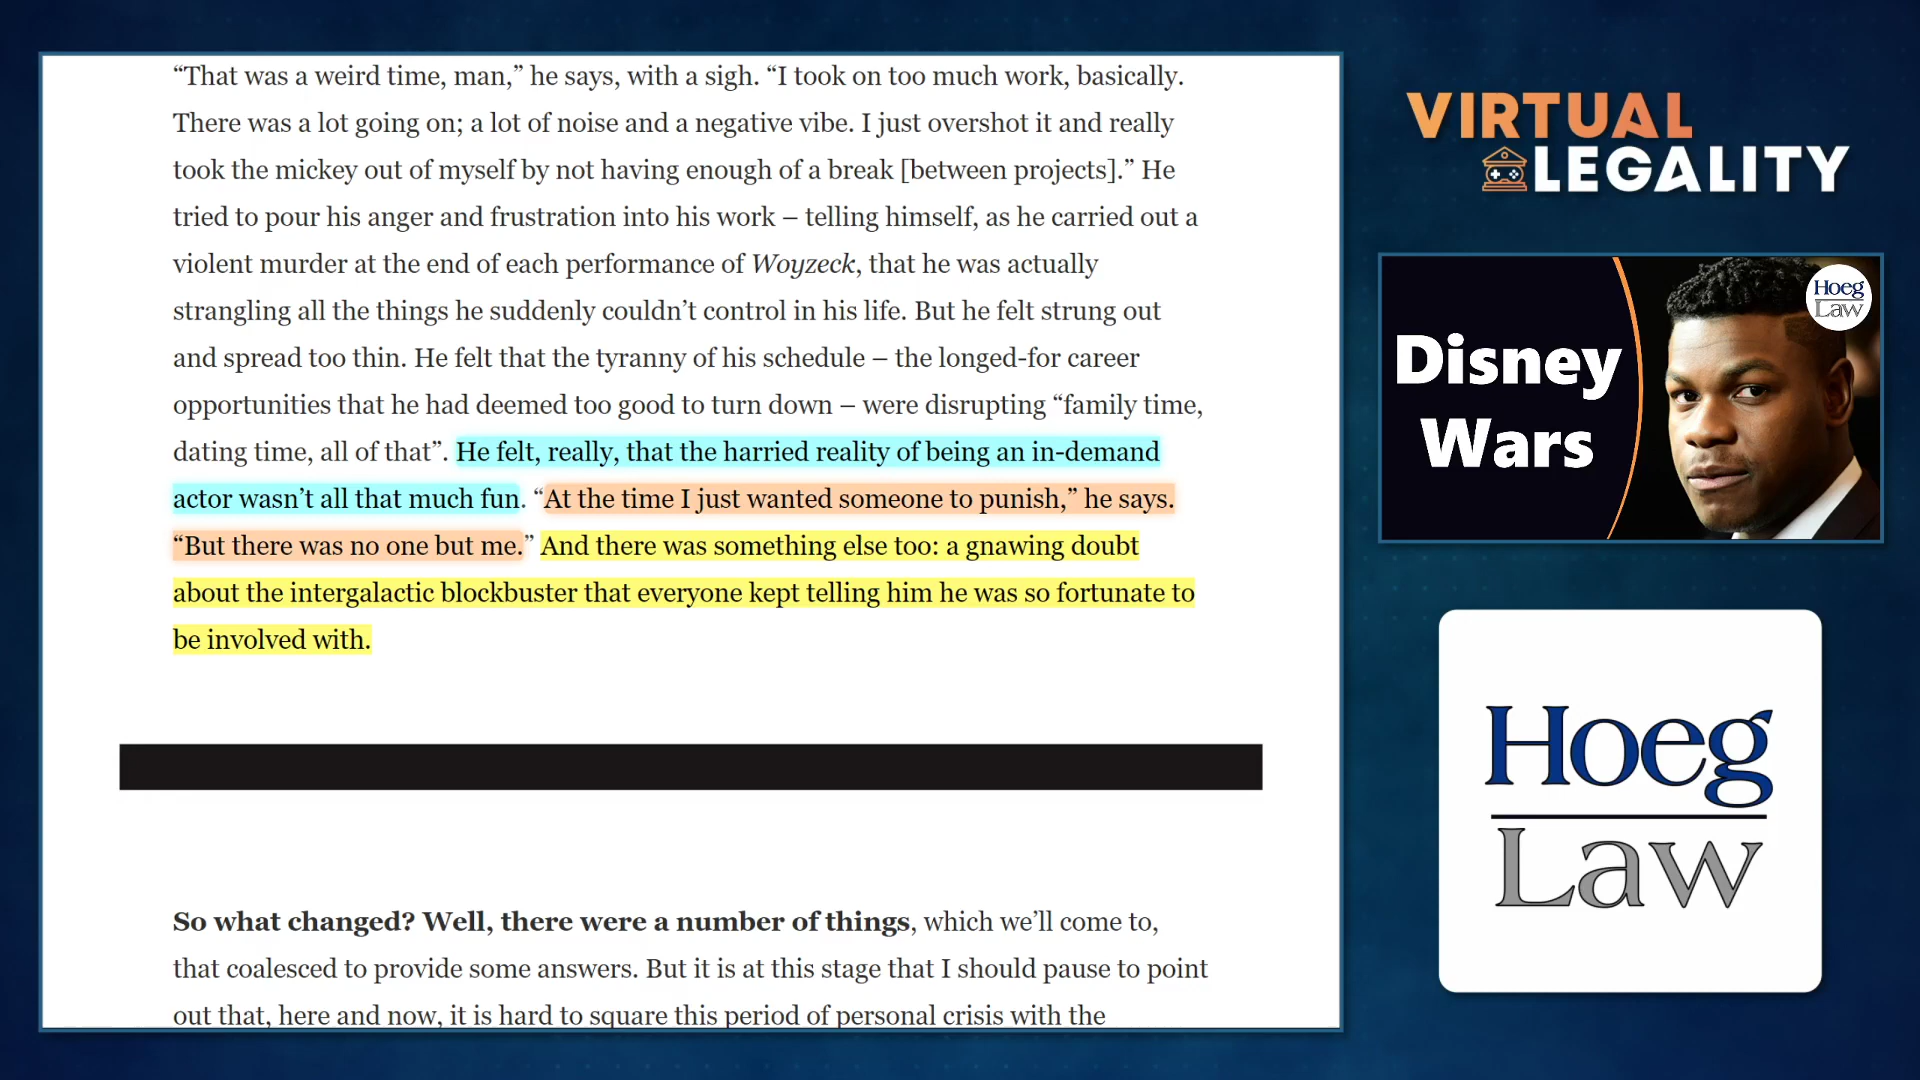 “That was a weird time, man,” he says, with a sigh. “I took on too much work, basically.
There was a lot going on; a lot of noise and a negative vibe. I just overshot it and really
took the mickey out of myself by not having enough of a break [between projects].” He
tried to pour his anger and frustration into his work – telling himself, as he carried out a
violent murder at the end of each performance of Woyzeck, that he was actually
strangling all the things he suddenly couldn’t control in his life. But he felt strung out
and spread too thin. He felt that the tyranny of his schedule – the longed-for career
opportunities that he had deemed too good to turn down – were disrupting “family time,
dating time, all of that”. He felt, really, that the harried reality of being an in-demand
actor wasn’t all that much fun. “At the time I just wanted someone to punish,” he says.
“But there was no one but me.” And there was something else too: a gnawing doubt
about the intergalactic blockbuster that everyone kept telling him he was so fortunate to
be involved with.
So what changed? Well, there were a number of things, which we’ll come to,
that coalesced to provide some answers. But it is at this stage that I should pause to point
out that, here and now, it is hard to square this period of personal crisis with the
VIRTUAL
LEGALITY
Disney
Wars
Hoeg
Law
Hoeg
Law